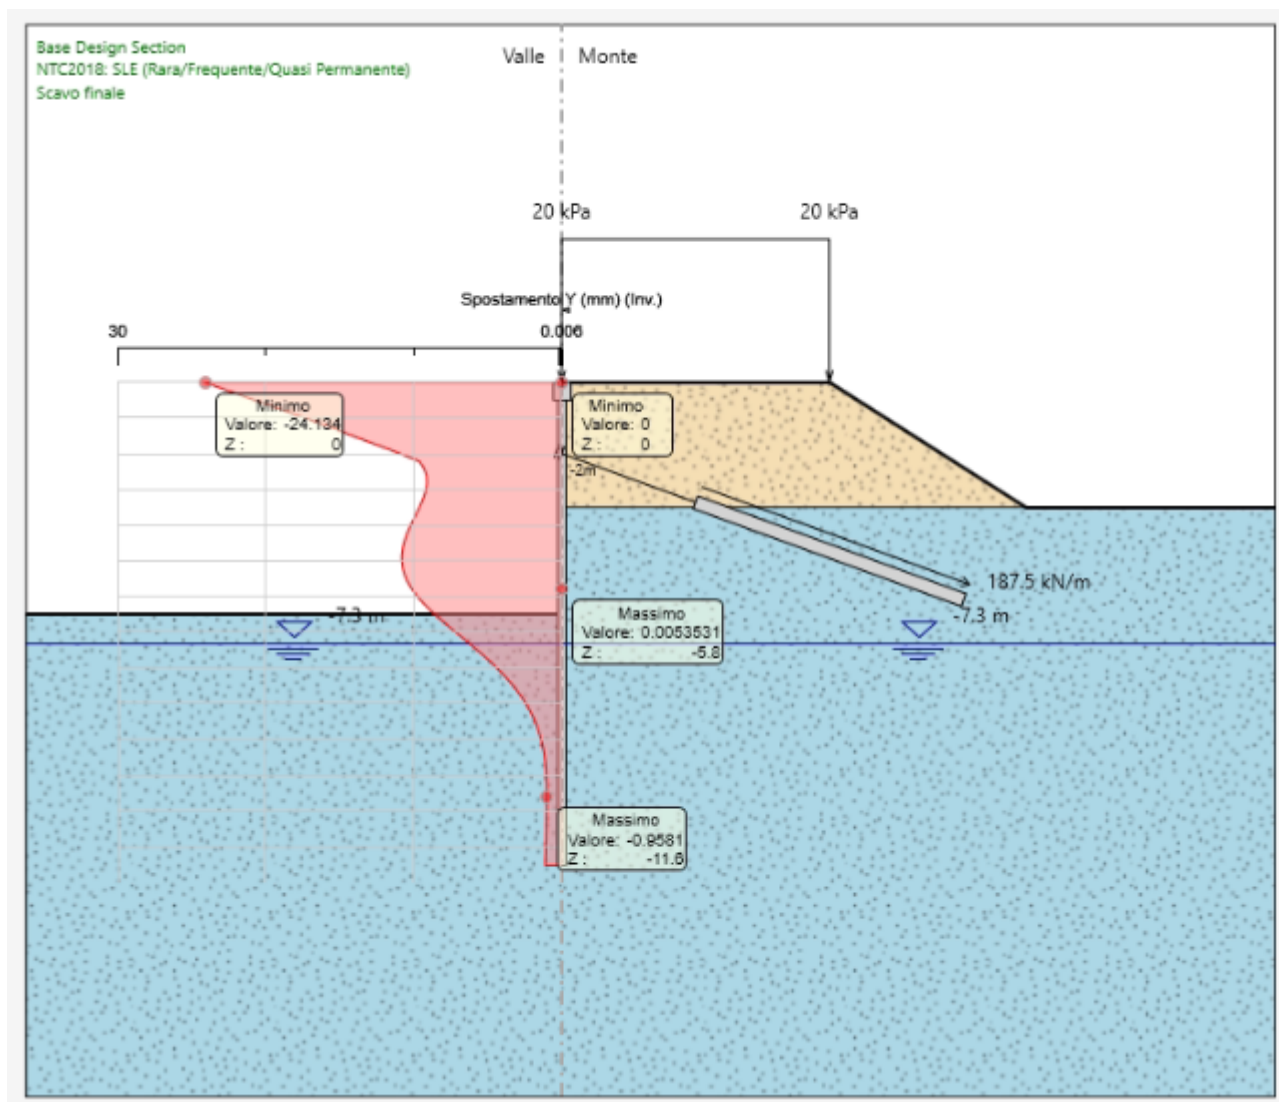 Base Design Section
NTC2018: SLE (Rara/Frequente/Quasi Permanente)
Scavo finale
Valle
Monte
20 kPa
20 kPa
Spostamento Y (mm) (Inv.)
30
0.006
Minimo
Valore: -24.134
Z : 0
Minimo
Valore: 0
Z : 0
-2m
187.5 kN/m
-7.3 m
-7.3 m
Massimo
Valore: 0.0053531
Z : -5.8
Massimo
Valore: -0.9581
Z : -11.6